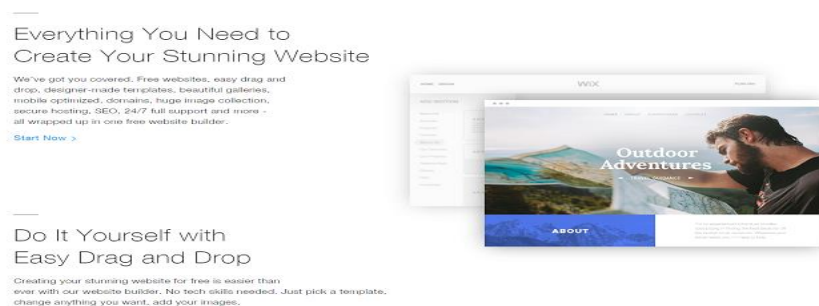 Everything You Need to
Create Your Stunning Website
We've got you covered. Free websites, easy drag and
drop, designer-made templates, beautiful galleries,
mobile optimized, domains, huge image collection,
secure hosting, SEO, 24/7 full support and more -
all wrapped up in one free website builder.
Start Now >
WiX
Outdoor
Adventures
ABOUT
Do It Yourself with
Easy Drag and Drop
Creating your stunning website for free is easier than
ever with our website builder. No tech skills needed. Just pick a template,
change anything you want, add your images.